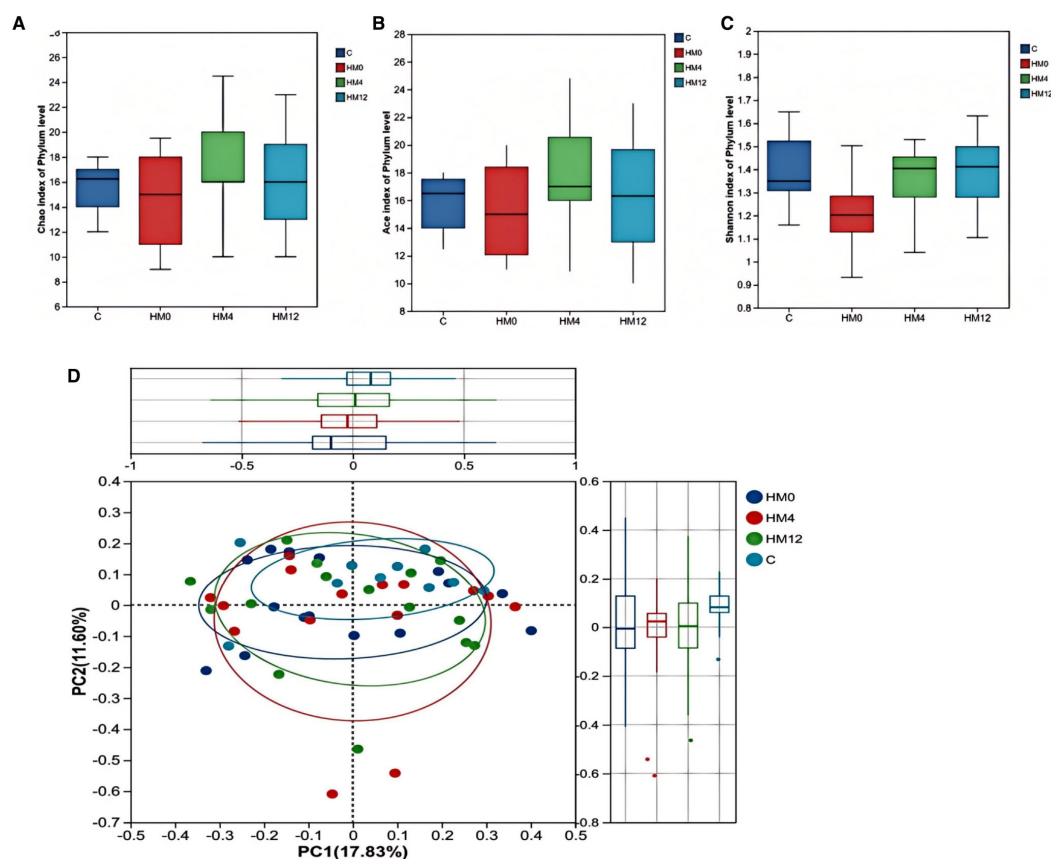 A
Chao index of Phylum level
24
22
20
18
16
14
12
10
8
6
C
HM0
HM4
HM12
C
HM0
HM4
HM12
B
Ace index of Phylum level
28
26
24
22
20
18
16
14
12
10
8
C
HM0
HM4
HM12
C
HM0
HM4
HM12
C
Shannon index of Phylum level
2
1.9
1.8
1.7
1.6
1.5
1.4
1.3
1.2
1.1
1
0.9
0.8
C
HM0
HM4
HM12
C
HM0
HM4
HM12
D
-1 -0.5 0 0.5 1
PC2(11.60%)
0.4
0.3
0.2
0.1
0
-0.1
-0.2
-0.3
-0.4
-0.5
-0.6
-0.7
-0.5 -0.4 -0.3 -0.2 -0.1 0 0.1 0.2 0.3 0.4 0.5
PC1(17.83%)
0.6
0.4
0.2
0
-0.2
-0.4
-0.6
-0.8
HM0
HM4
HM12
C